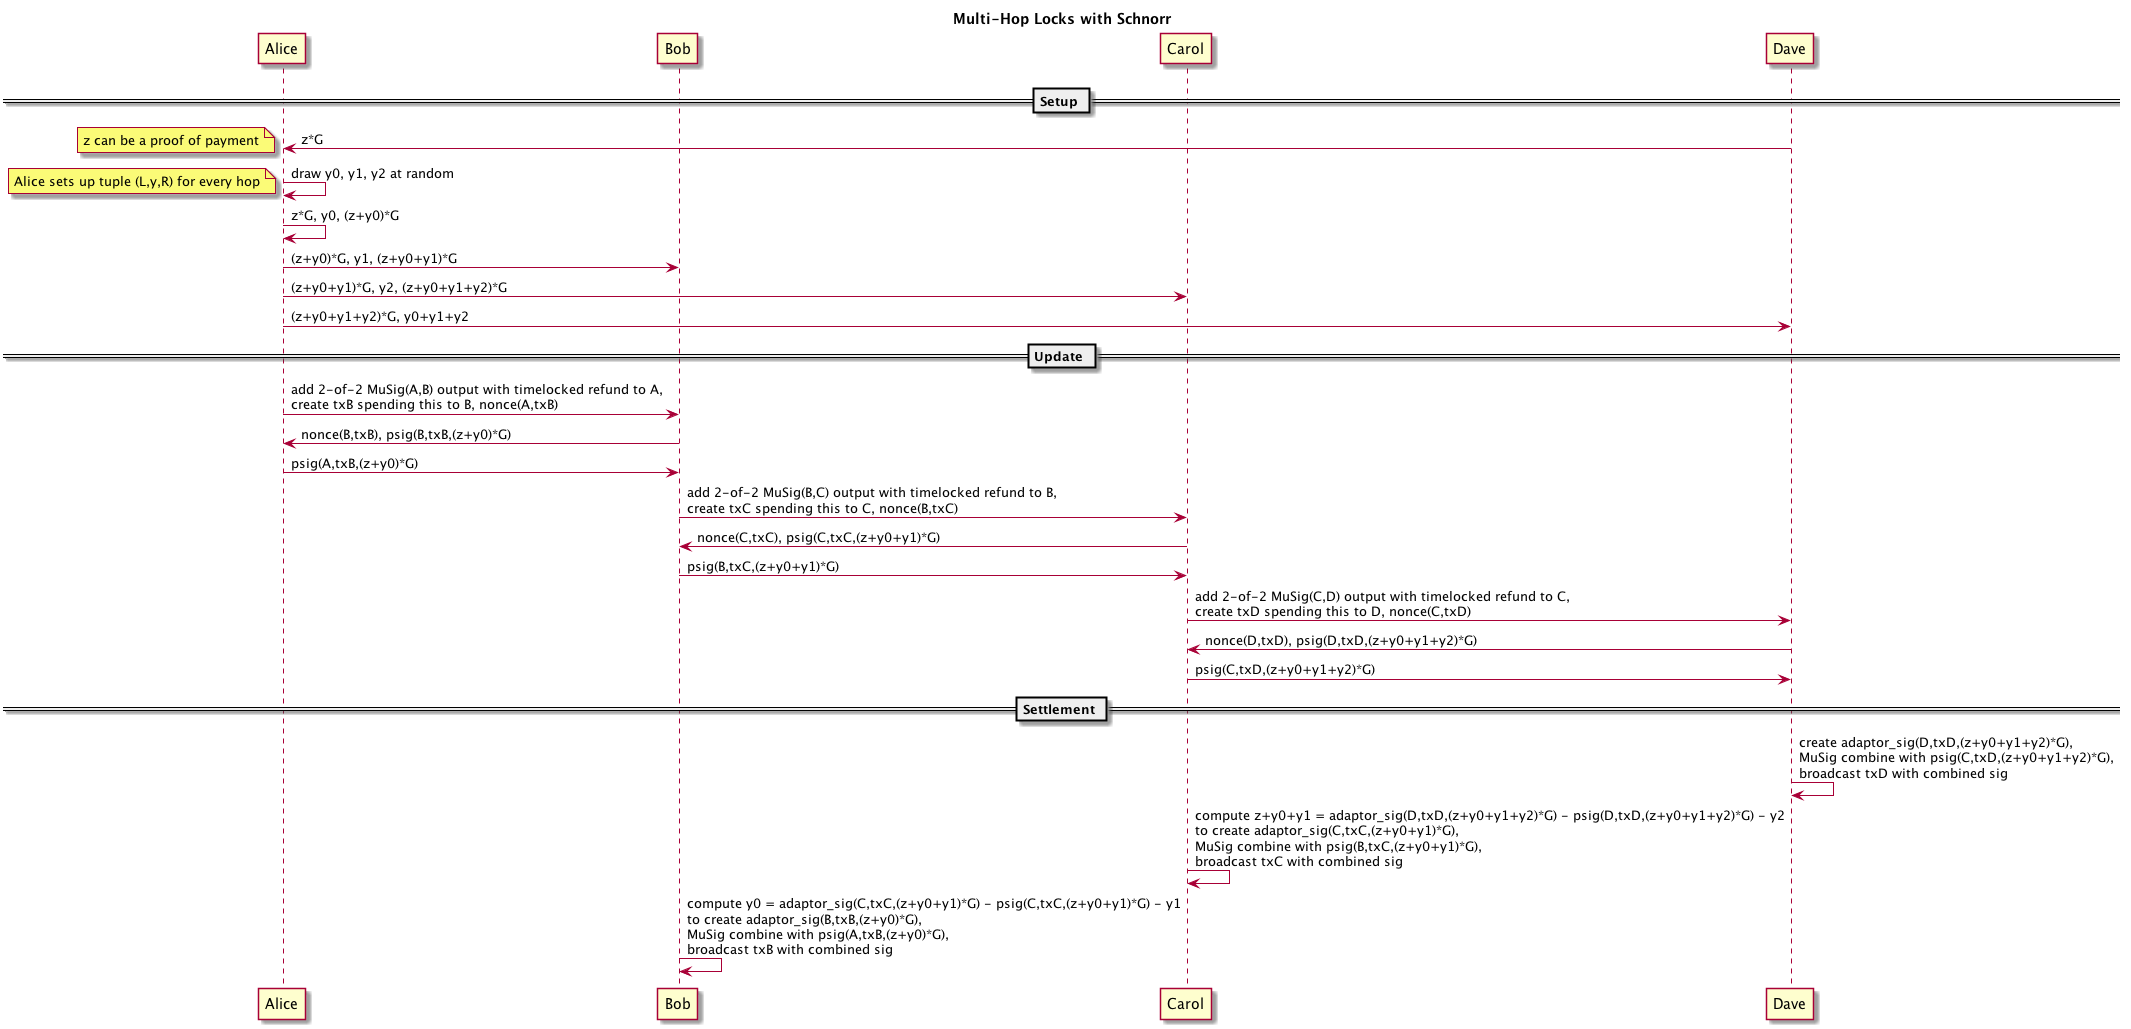 Multi-Hop Locks with Schnorr
Alice
Bob
Carol
Dave
Setup
z can be a proof of payment
z*G
Alice sets up tuple (L,y,R) for every hop
draw y0, y1, y2 at random
z*G, y0, (z+y0)*G
(z+y0)*G, y1, (z+y0+y1)*G
(z+y0+y1)*G, y2, (z+y0+y1+y2)*G
(z+y0+y1+y2)*G, y0+y1+y2
Update
add 2-of-2 MuSig(A,B) output with timelocked refund to A,
create txB spending this to B, nonce(A,txB)
nonce(B,txB), psig(B,txB,(z+y0)*G)
psig(A,txB,(z+y0)*G)
add 2-of-2 MuSig(B,C) output with timelocked refund to B,
create txC spending this to C, nonce(B,txC)
nonce(C,txC), psig(C,txC,(z+y0+y1)*G)
psig(B,txC,(z+y0+y1)*G)
add 2-of-2 MuSig(C,D) output with timelocked refund to C,
create txD spending this to D, nonce(C,txD)
nonce(D,txD), psig(D,txD,(z+y0+y1+y2)*G)
psig(C,txD,(z+y0+y1+y2)*G)
Settlement
create adaptor_sig(D,txD,(z+y0+y1+y2)*G),
MuSig combine with psig(C,txD,(z+y0+y1+y2)*G),
broadcast txD with combined sig
compute z+y0+y1 = adaptor_sig(D,txD,(z+y0+y1+y2)*G) - psig(D,txD,(z+y0+y1+y2)*G) - y2
to create adaptor_sig(C,txC,(z+y0+y1)*G),
MuSig combine with psig(B,txC,(z+y0+y1)*G),
broadcast txC with combined sig
compute y0 = adaptor_sig(C,txC,(z+y0+y1)*G) - psig(C,txC,(z+y0+y1)*G) - y1
to create adaptor_sig(B,txB,(z+y0)*G),
MuSig combine with psig(A,txB,(z+y0)*G),
broadcast txB with combined sig
Alice
Bob
Carol
Dave